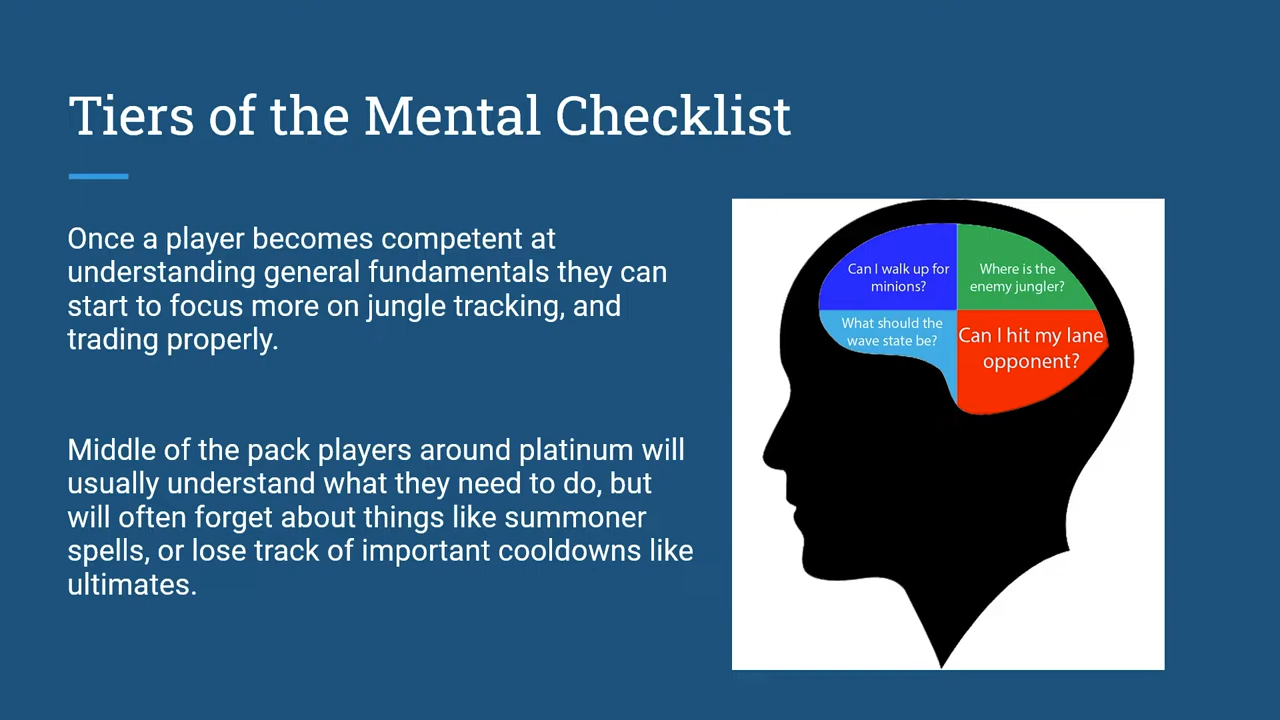 Tiers of the Mental Checklist
Once a player becomes competent at
understanding general fundamentals they can
start to focus more on jungle tracking, and
trading properly.
Middle of the pack players around platinum will
usually understand what they need to do, but
will often forget about things like summoner
spells, or lose track of important cooldowns like
ultimates.
Can I walk up for
minions?
Where is the
enemy jungler?
What should the
wave state be?
Can I hit my lane
opponent?